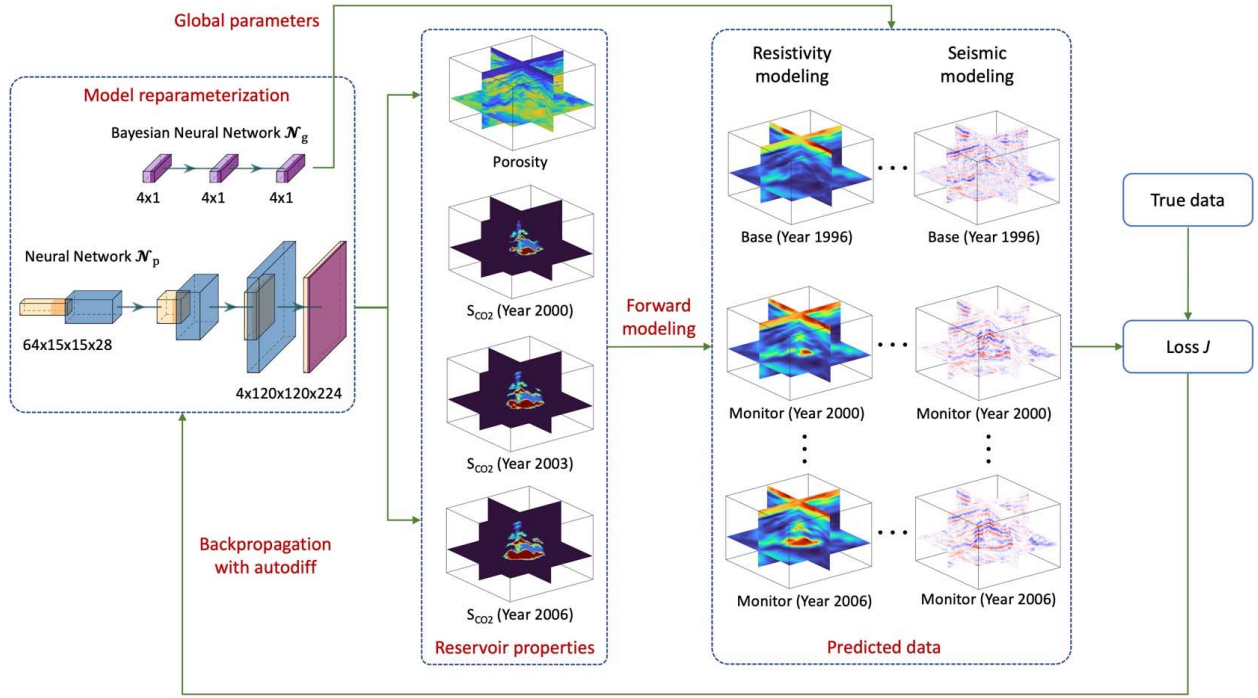 Global parameters
Model reparameterization
Bayesian Neural Network 𝓝g
4x1
4x1
4x1
Neural Network 𝓝p
64x15x15x28
4x120x120x224
Backpropagation
with autodiff
Porosity
SCO2 (Year 2000)
SCO2 (Year 2003)
SCO2 (Year 2006)
Reservoir properties
Forward
modeling
Resistivity
modeling
Seismic
modeling
Base (Year 1996)
Base (Year 1996)
Monitor (Year 2000)
Monitor (Year 2000)
Monitor (Year 2006)
Monitor (Year 2006)
Predicted data
True data
Loss J